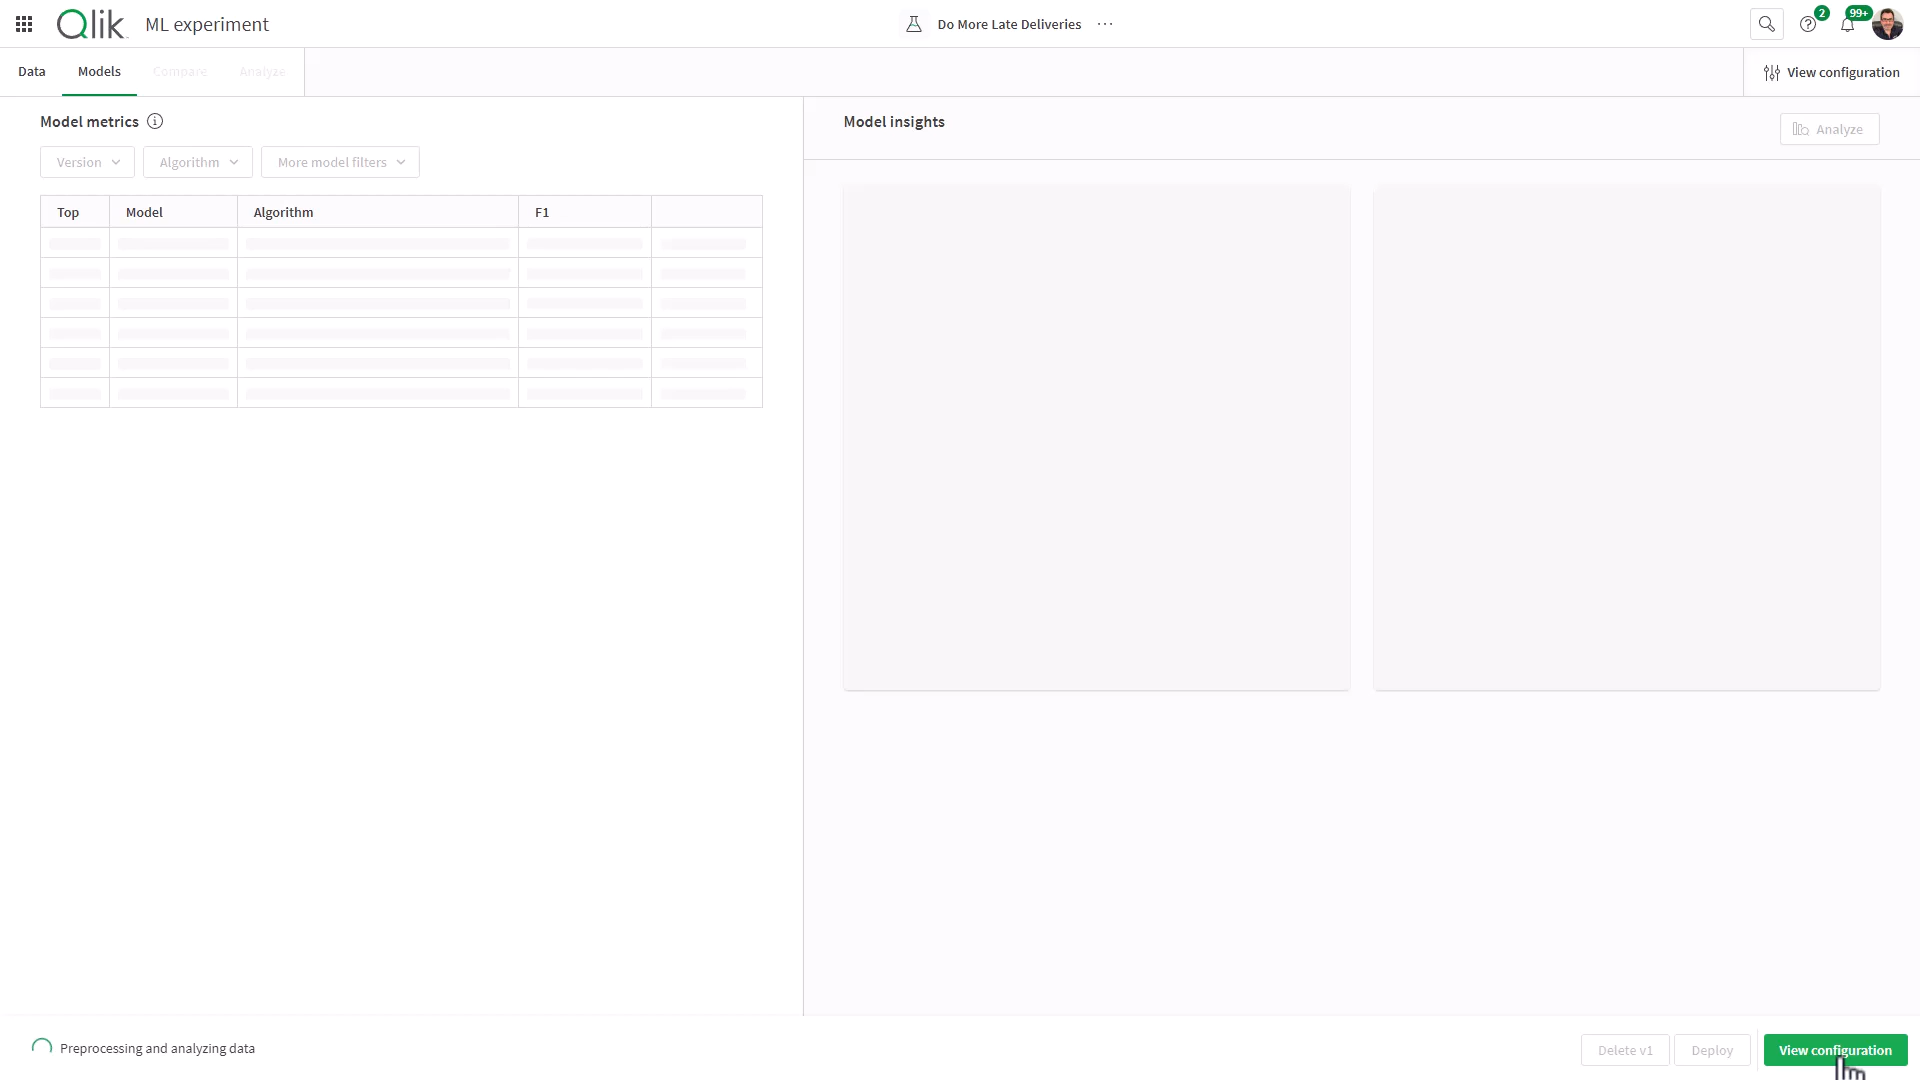 Qlik ML experiment
Do More Late Deliveries ...
2
99+
Data Models Compare Analyze
View configuration
Model metrics
Version Algorithm More model filters
Top Model Algorithm F1
Model insights
Analyze
Preprocessing and analyzing data
Delete v1 Deploy View configuration